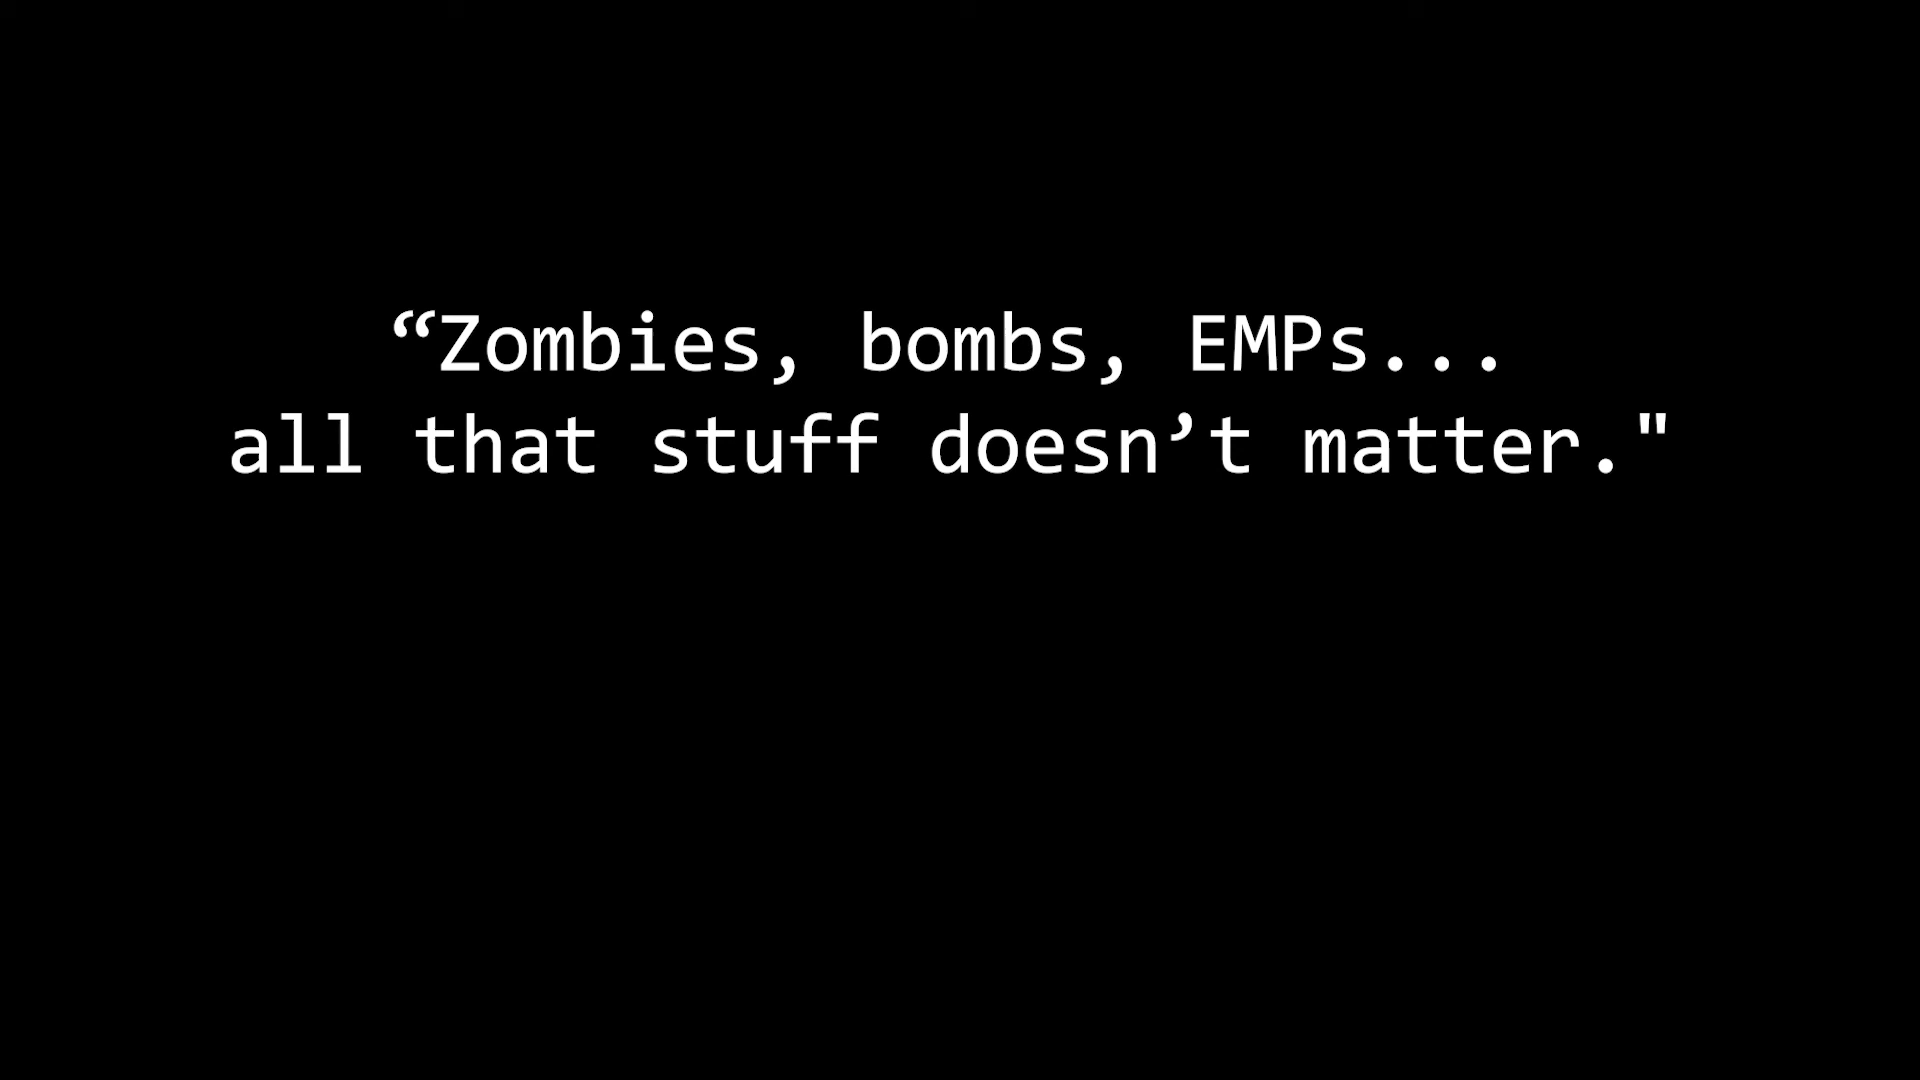 “Zombies, bombs, EMPs...
all that stuff doesn’t matter."